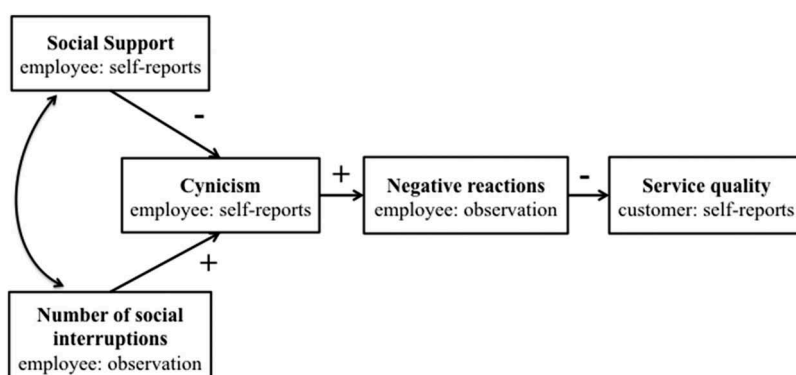 Social Support
employee: self-reports
-
Cynicism
employee: self-reports
+
Negative reactions
employee: observation
-
Service quality
customer: self-reports
+
Number of social
interruptions
employee: observation